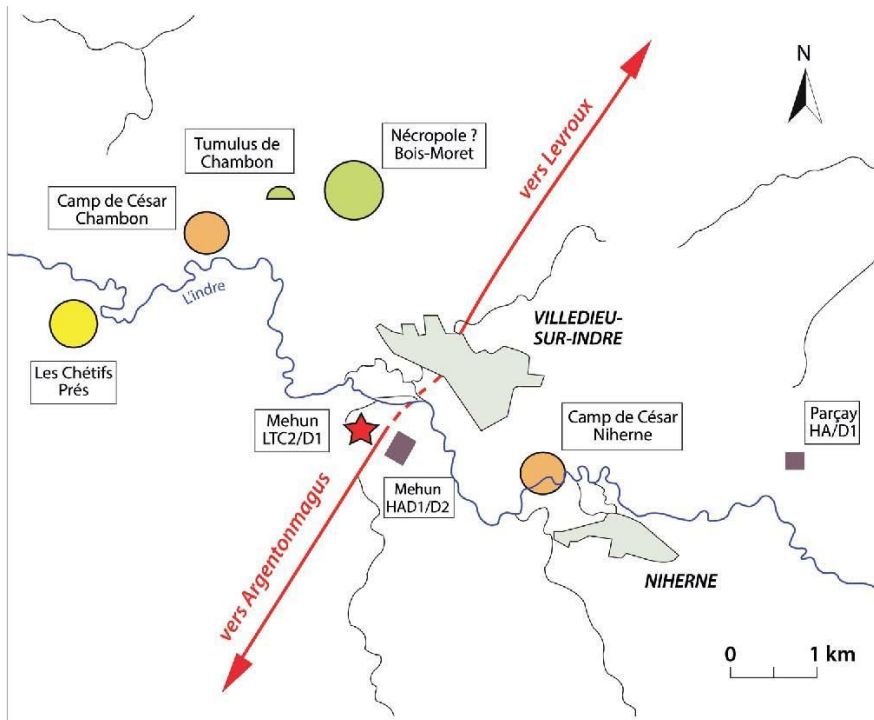 N
vers Levroux
Tumulus de
Chambon
Nécropole ?
Bois-Moret
Camp de César
Chambon
L'indre
Les Chétifs
Prés
VILLEDIEU-
SUR-INDRE
Mehun
LTC2/D1
Mehun
HAD1/D2
Camp de César
Niherne
Parçay
HA/D1
NIHERNE
vers Argentonmagus
0 1 km